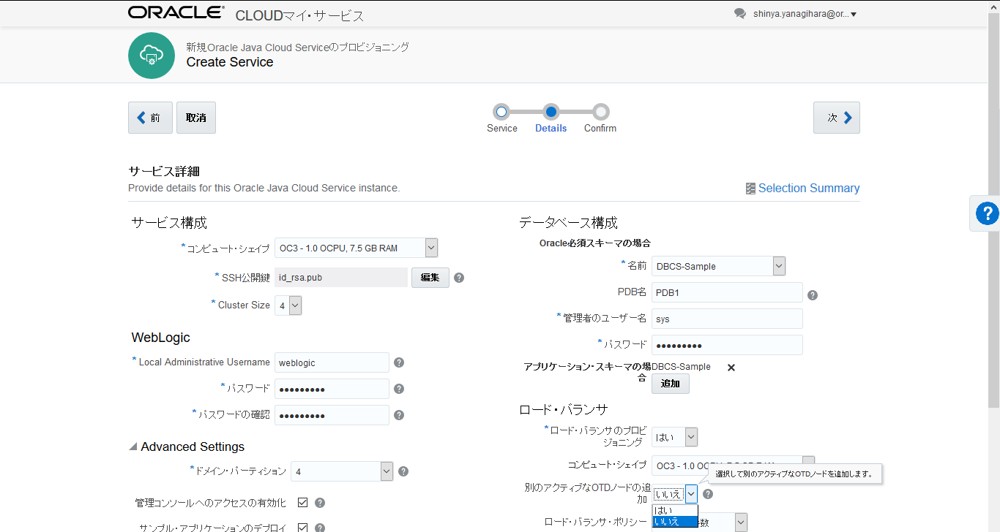 ORACLE® CLOUDマイ・サービス
shinya.yanagihara@or...▼
新規Oracle Java Cloud Serviceのプロビジョニング
Create Service
前
取消
Service
Details
Confirm
次
サービス詳細
Provide details for this Oracle Java Cloud Service instance.
Selection Summary
?
サービス構成
*コンピュート・シェイプ OC3 - 1.0 OCPU, 7.5 GB RAM
*SSH公開鍵 id_rsa.pub 編集 ?
*Cluster Size 4
WebLogic
*Local Administrative Username weblogic ?
*パスワード ●●●●●●●●● ?
*パスワードの確認 ●●●●●●●●● ?
Advanced Settings
*ドメイン・パーティション 4 ?
管理コンソールへのアクセスの有効化 ?
サンプル・アプリケーションのデプロイ ?
データベース構成
Oracle必須スキーマの場合
*名前 DBCS-Sample
PDB名 PDB1 ?
*管理者のユーザー名 sys
*パスワード ●●●●●●●●●
アプリケーション・スキーマの場合 DBCS-Sample ×
追加
ロード・バランサ
*ロード・バランサのプロビジョニング はい
コンピュート・シェイプ OC3 - 1.0
選択して別のアクティブなOTDノードを追加します。
別のアクティブなOTDノードの追加 いいえ ?
はい
いいえ
ロード・バランサ・ポリシー 数